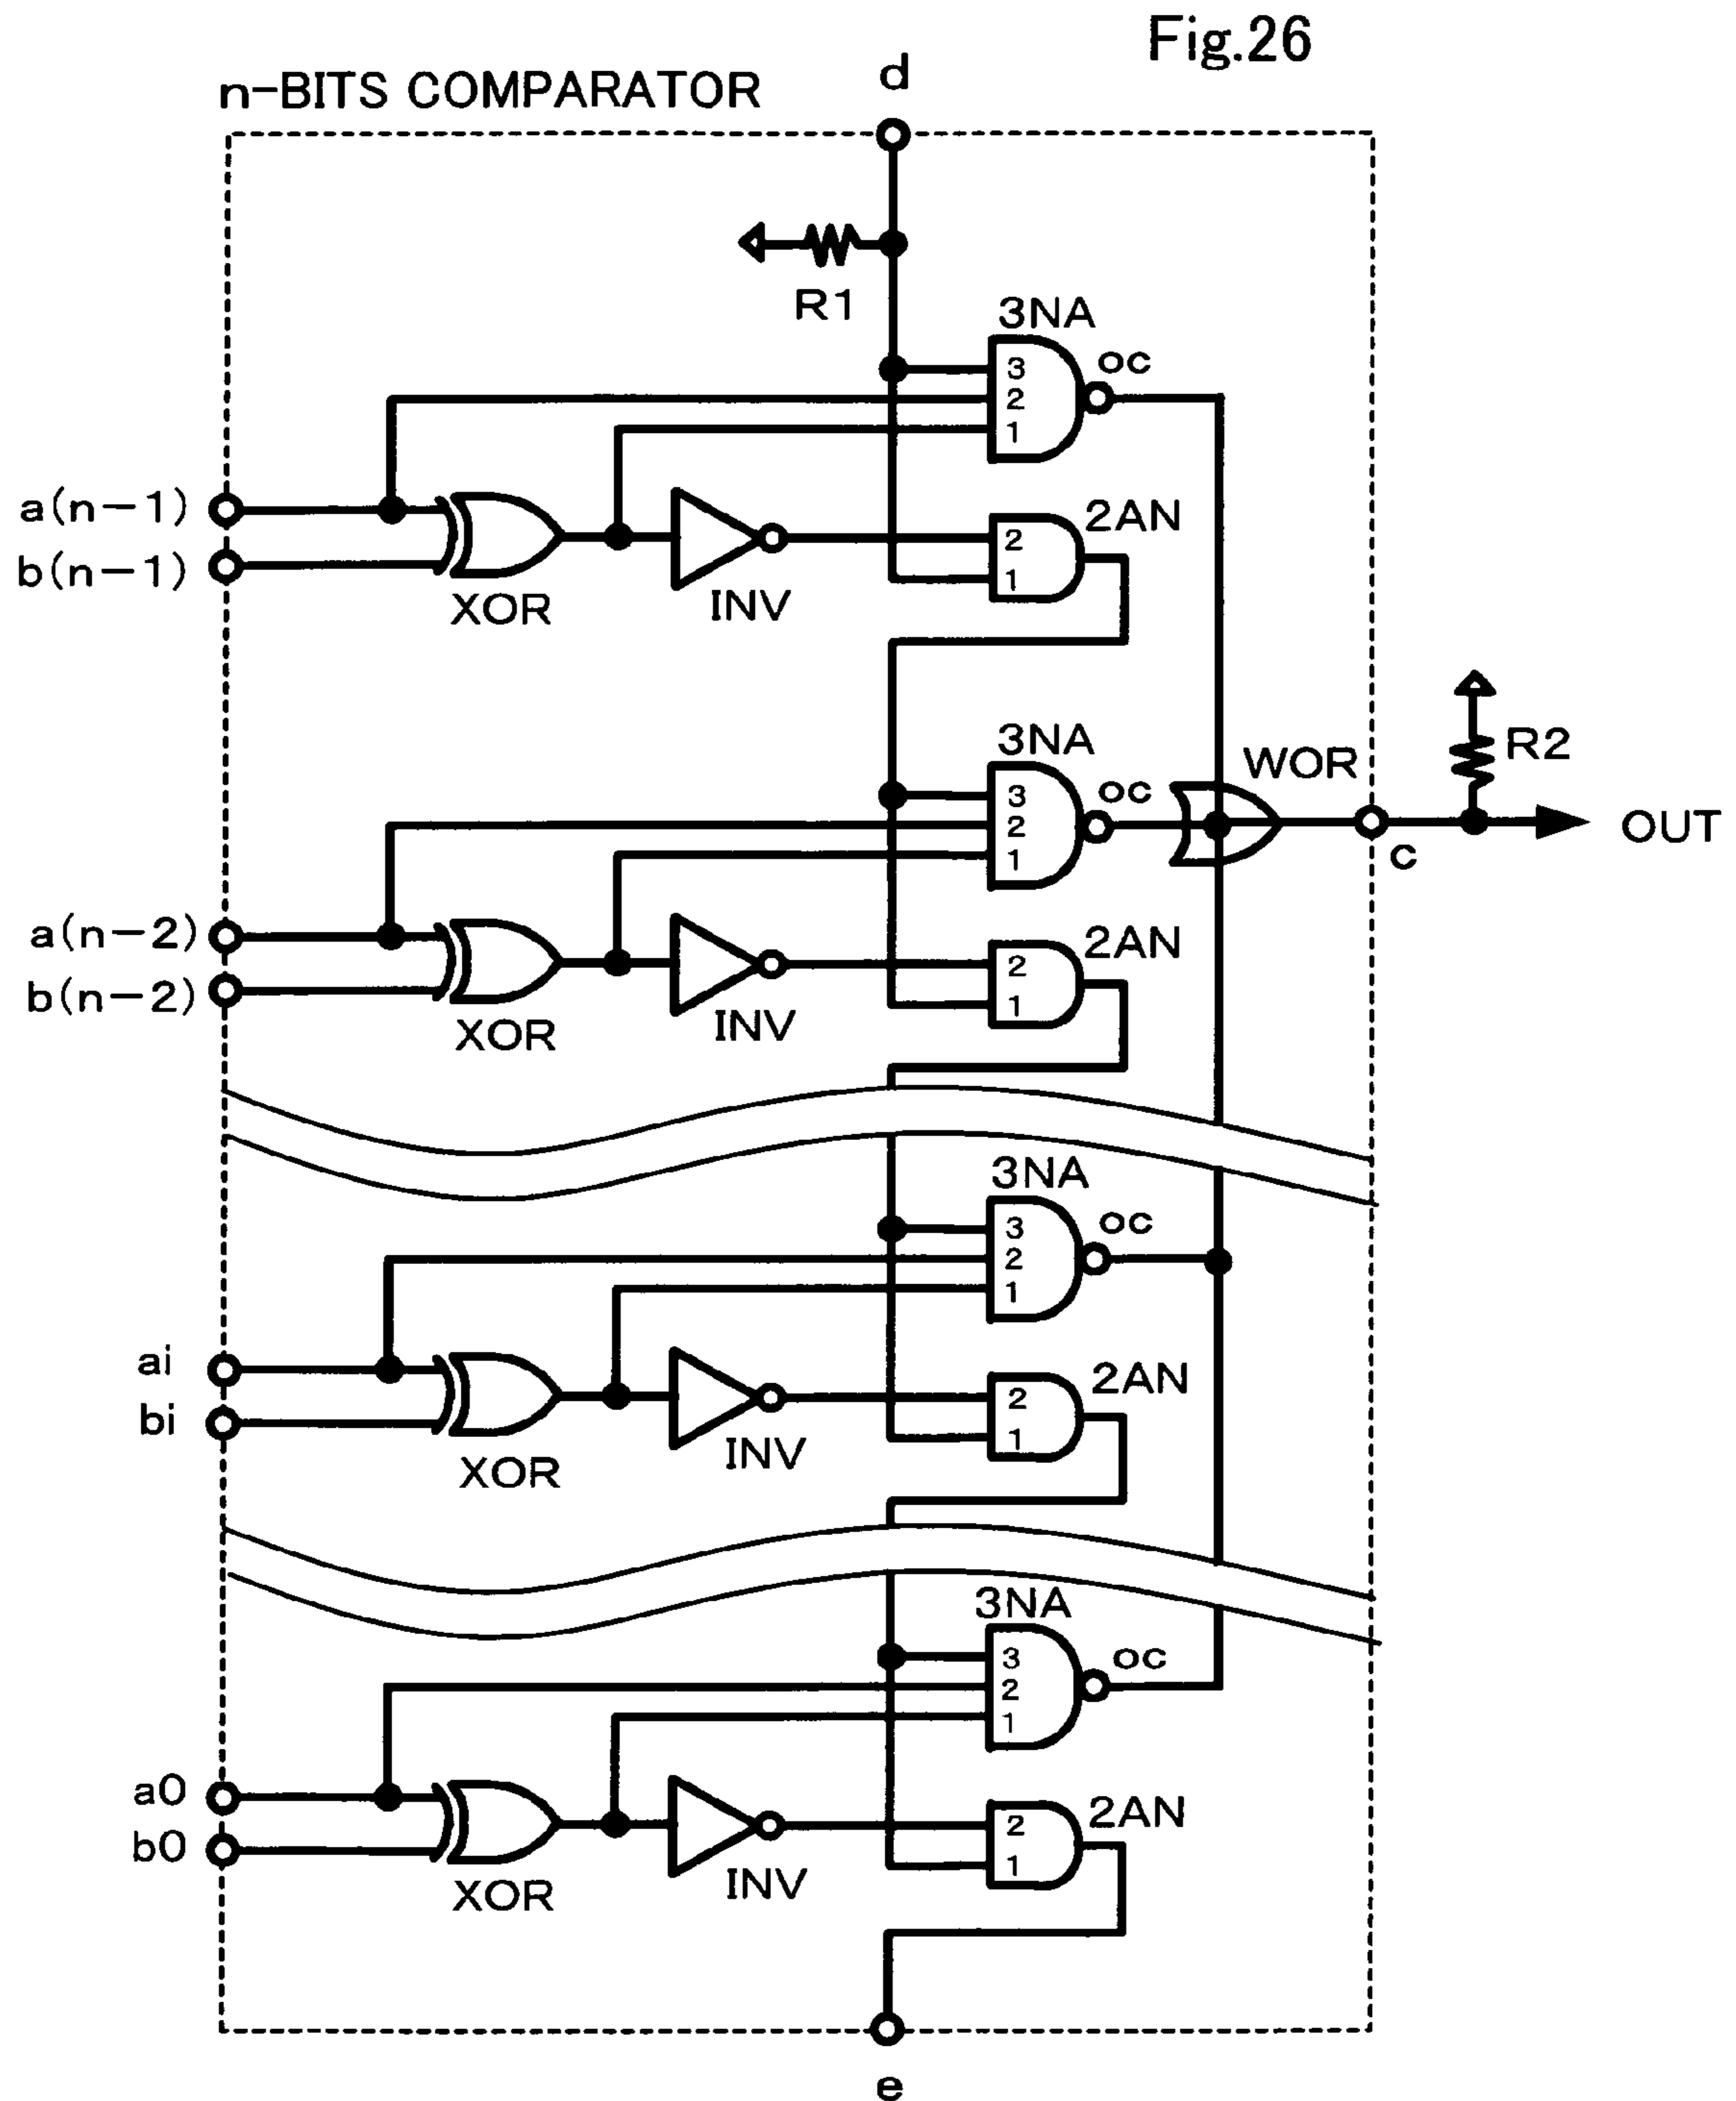 Fig.26
d
n-BITS COMPARATOR
R1
3NA
oc
3
2
1
a(n-1)
b(n-1)
XOR
INV
2AN
2
1
3NA
oc
3
2
1
WOR
R2
OUT
c
a(n-2)
b(n-2)
XOR
INV
2AN
2
1
3NA
oc
3
2
1
ai
bi
XOR
INV
2AN
2
1
3NA
oc
3
2
1
a0
b0
XOR
INV
2AN
2
1
e